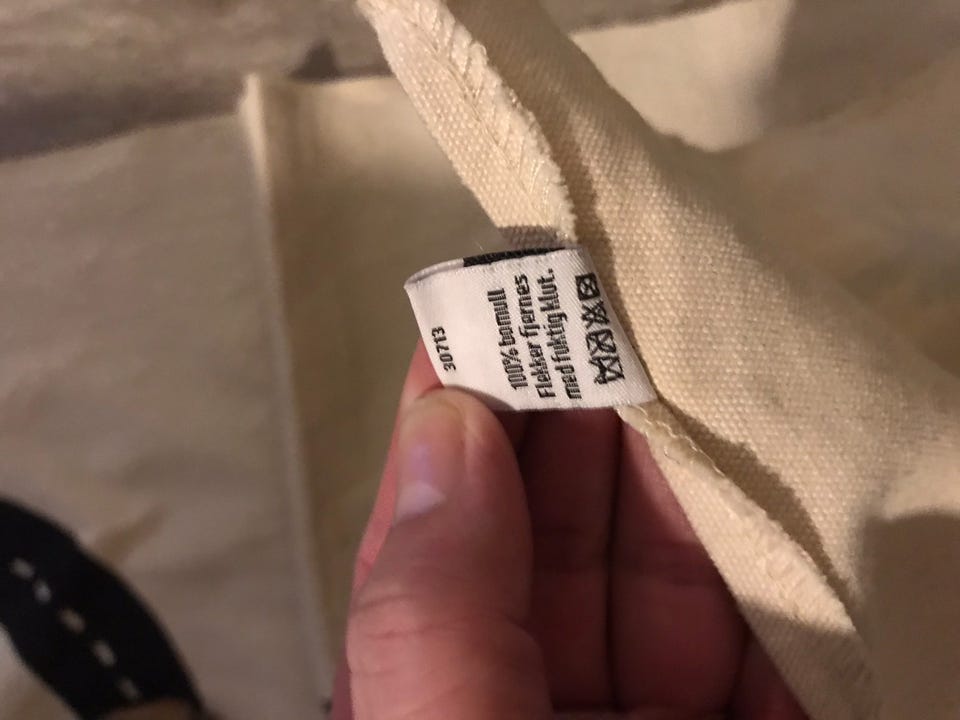 100% bomull
Flekker fjernes
med fuktig klut.
30713